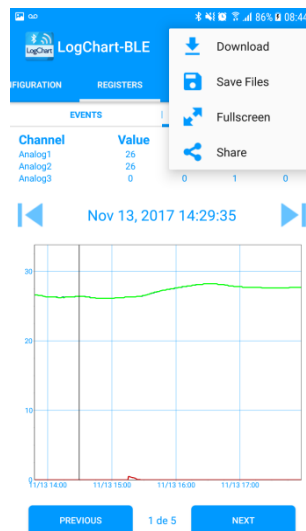 86% 08:44
LogChart
LogChart-BLE
Download
Save Files
Fullscreen
Share
IFIGURATION REGISTERS
EVENTS
Channel Value
Analog1 26
Analog2 26
Analog3 0 0 1 0
Nov 13, 2017 14:29:35
30
20
10
0
11/13 14:00 11/13 15:00 11/13 16:00 11/13 17:00
PREVIOUS 1 de 5 NEXT